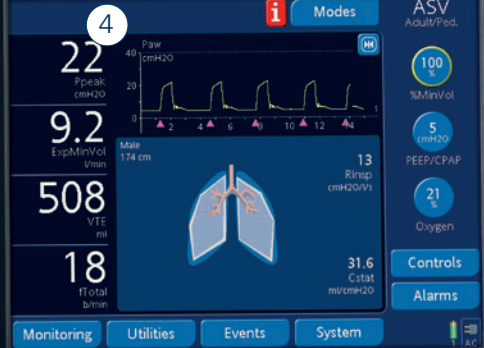 4
i
Modes
ASV
Adult/Ped.
22
Ppeak
cmH2O
Paw
cmH2O
40
20
0
2 4 6 8 10 12 14
s
100
%
%MinVol
9.2
ExpMinVol
l/min
Male
174 cm
13
Rinsp
cmH2O/l/s
5
cmH2O
PEEP/CPAP
508
VTE
ml
21
%
Oxygen
18
fTotal
b/min
31.6
Cstat
ml/cmH2O
Controls
Alarms
Monitoring
Utilities
Events
System
1
AC